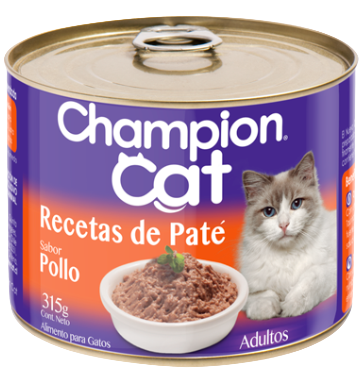 Champion
Cat
Recetas de Paté
Sabor
Pollo
315g
Cont. Neto
Alimento para Gatos
Adultos